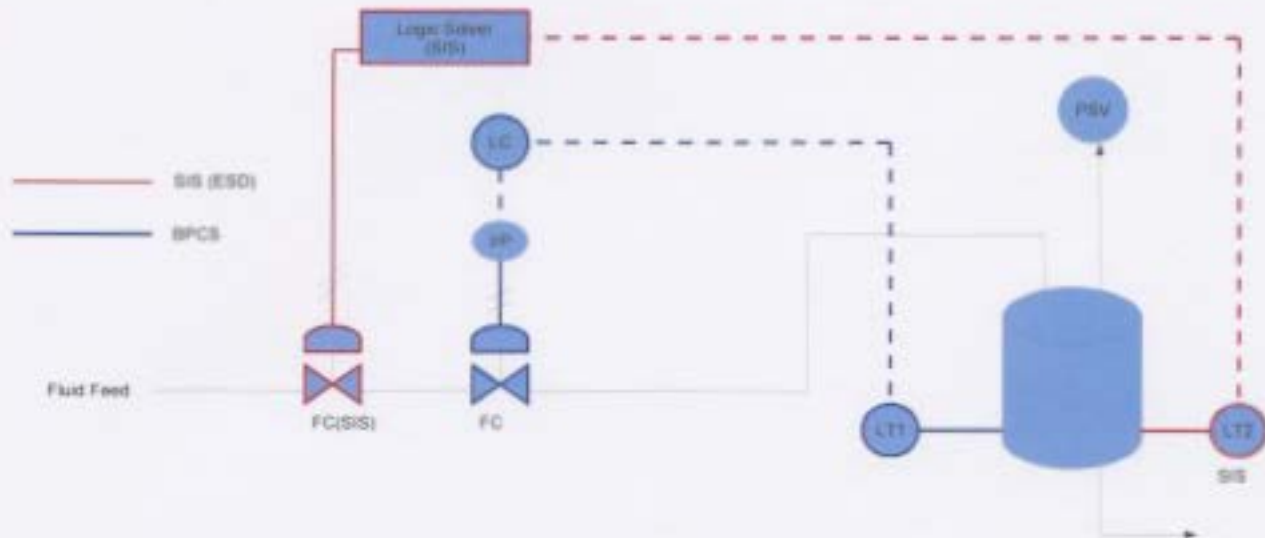 Logic Solver
(SIS)
PSV
LC
SIS (ESD)
I/P
BPCS
Fluid Feed
FC(SIS)
FC
LT1
LT2
SIS